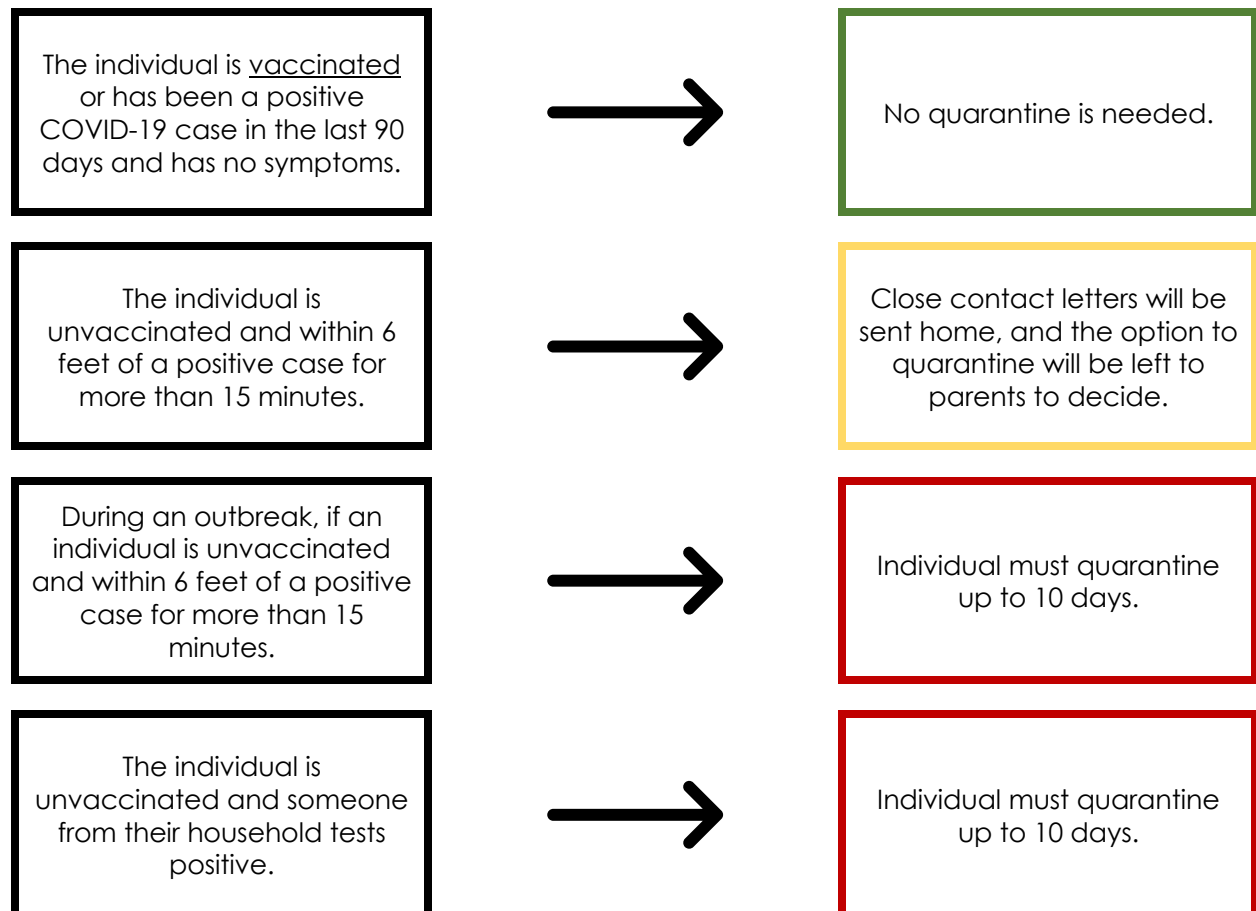 The individual is vaccinated
or has been a positive
COVID-19 case in the last 90
days and has no symptoms.
No quarantine is needed.
The individual is
unvaccinated and within 6
feet of a positive case for
more than 15 minutes.
Close contact letters will be
sent home, and the option to
quarantine will be left to
parents to decide.
During an outbreak, if an
individual is unvaccinated
and within 6 feet of a positive
case for more than 15
minutes.
Individual must quarantine
up to 10 days.
The individual is
unvaccinated and someone
from their household tests
positive.
Individual must quarantine
up to 10 days.